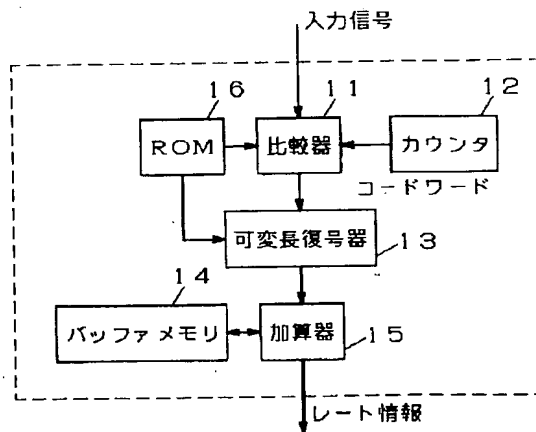 入力信号
16
11
12
ROM
比較器
カウンタ
コードワード
可変長復号器
13
14
バッファメモリ
加算器
15
レート情報